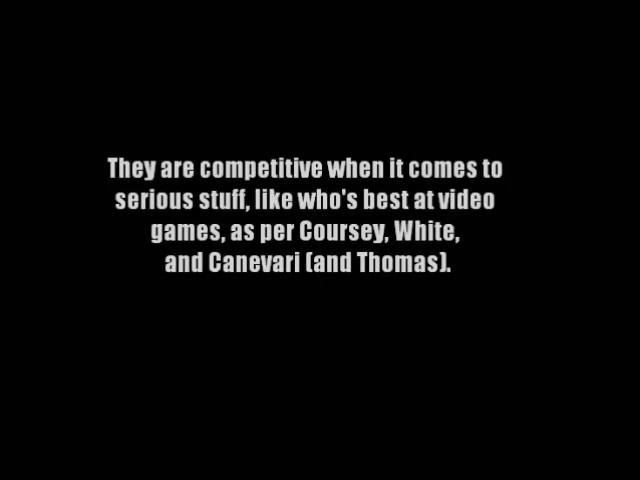 They are competitive when it comes to
serious stuff, like who's best at video
games, as per Coursey, White,
and Canevari (and Thomas).